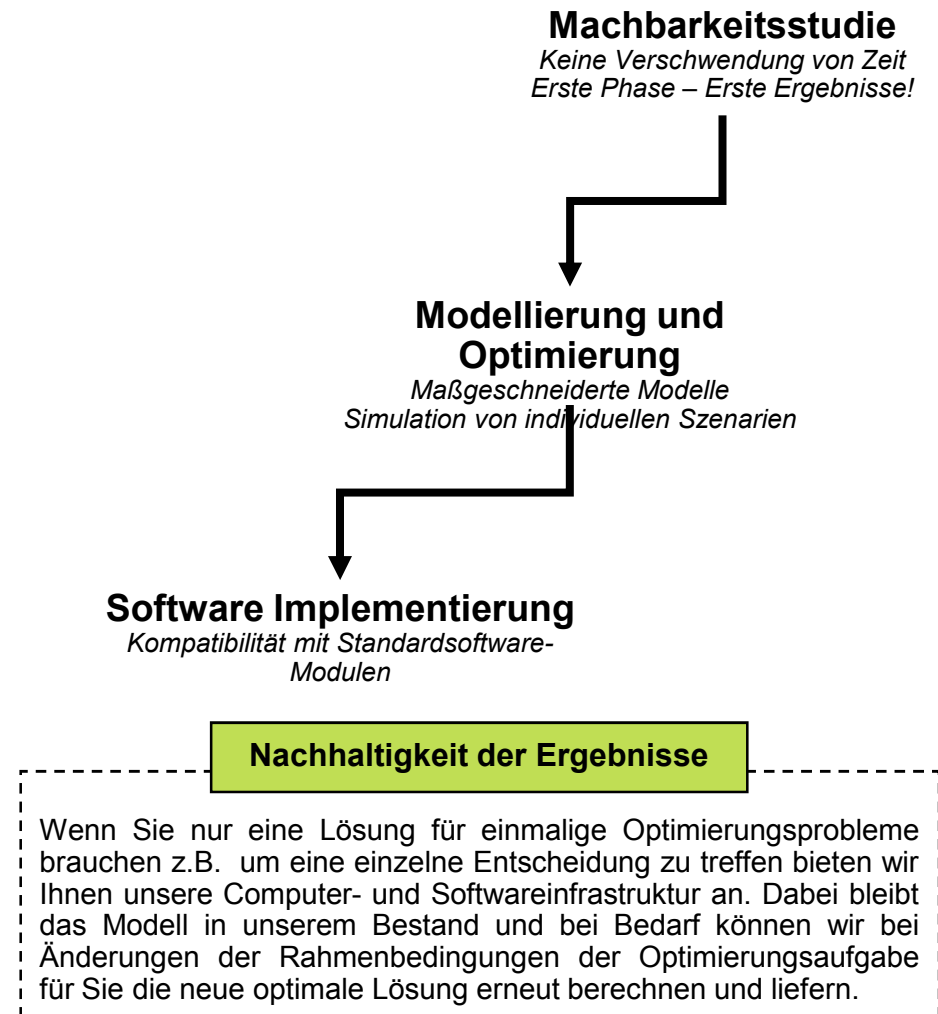 Machbarkeitsstudie
Keine Verschwendung von Zeit
Erste Phase – Erste Ergebnisse!
Modellierung und
Optimierung
Maßgeschneiderte Modelle
Simulation von individuellen Szenarien
Software Implementierung
Kompatibilität mit Standardsoftware-
Modulen
Nachhaltigkeit der Ergebnisse
Wenn Sie nur eine Lösung für einmalige Optimierungsprobleme
brauchen z.B. um eine einzelne Entscheidung zu treffen bieten wir
Ihnen unsere Computer- und Softwareinfrastruktur an. Dabei bleibt
das Modell in unserem Bestand und bei Bedarf können wir bei
Änderungen der Rahmenbedingungen der Optimierungsaufgabe
für Sie die neue optimale Lösung erneut berechnen und liefern.